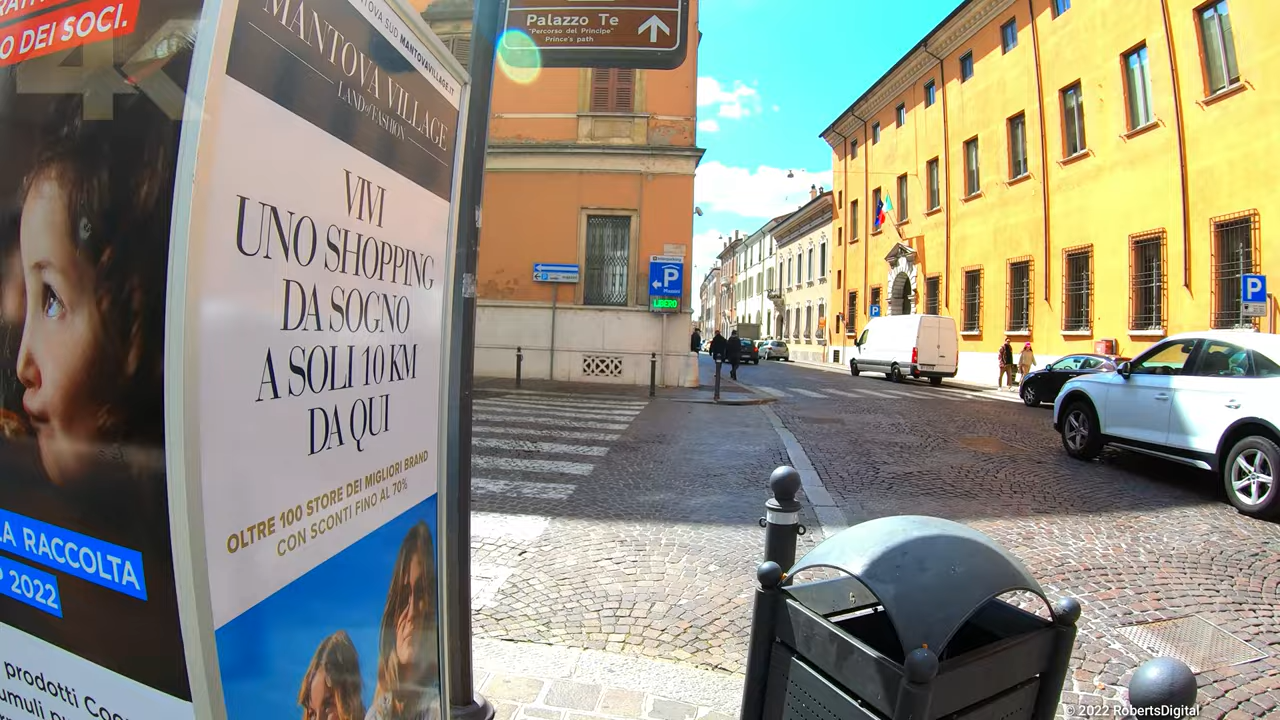 O DEI SOCI.
4K
LA RACCOLTA
2022
prodotti
MANTOVA SUD MANTOVAVILLAGE.IT
MANTOVA VILLAGE
LAND of FASHION
VIVI
UNO SHOPPING
DA SOGNO
A SOLI 10 KM
DA QUI
OLTRE 100 STORE DEI MIGLIORI BRAND
CON SCONTI FINO AL 70%
Palazzo Te
"Percorso del Principe"
Prince's path
P
LIBERO
P
P
© 2022 RobertsDigital